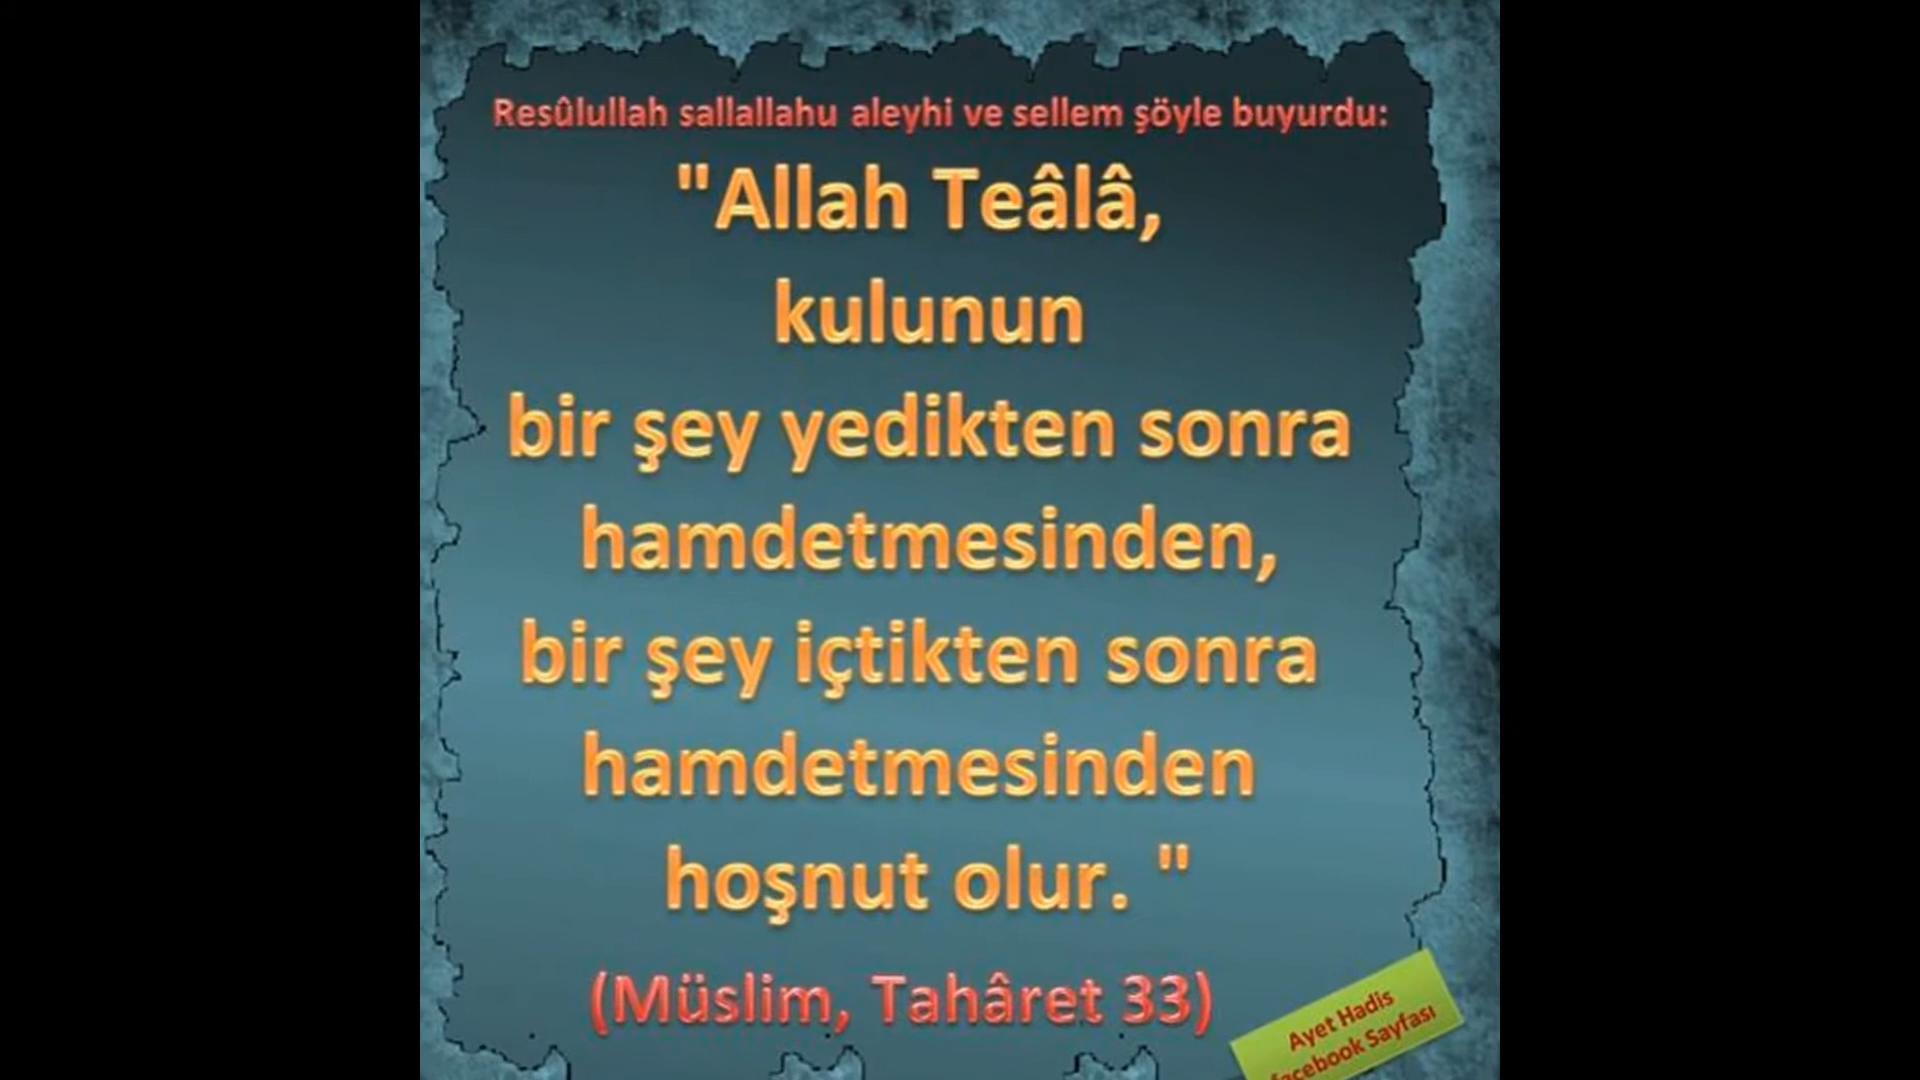 Resûlullah sallallahu aleyhi ve sellem şöyle buyurdu:
"Allah Teâlâ,
kulunun
bir şey yedikten sonra
hamdetmesinden,
bir şey içtikten sonra
hamdetmesinden
hoşnut olur. "
(Müslim, Tahâret 33)
Ayet Hadis
facebook Sayfası